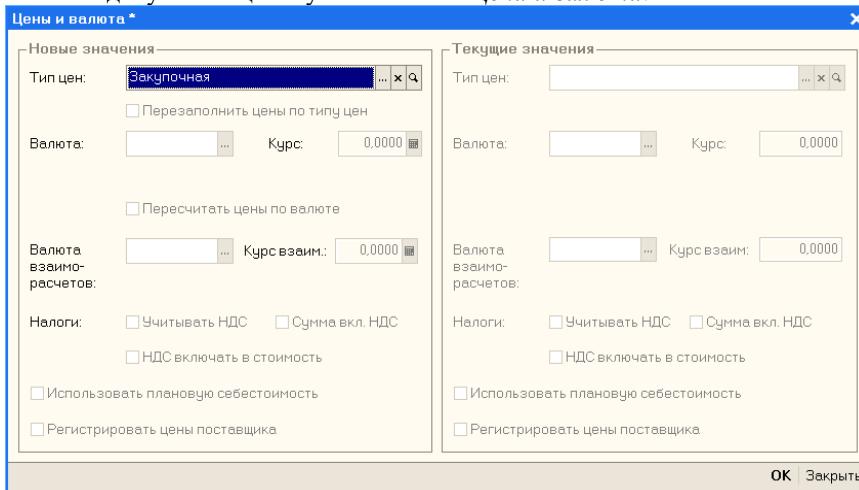 Цены и валюта *
Новые значения
Тип цен: Закупочная ...
Перезаполнить цены по типу цен
Валюта: ... Курс: 0,0000
Пересчитать цены по валюте
Валюта взаимо-расчетов: ... Курс взаим.: 0,0000
Налоги: Учитывать НДС Сумма вкл. НДС
НДС включать в стоимость
Использовать плановую себестоимость
Регистрировать цены поставщика
Текущие значения
Тип цен: ...
Валюта: ... Курс: 0,0000
Валюта взаимо-расчетов: ... Курс взаим: 0,0000
Налоги: Учитывать НДС Сумма вкл. НДС
НДС включать в стоимость
Использовать плановую себестоимость
Регистрировать цены поставщика
OK Закрыть